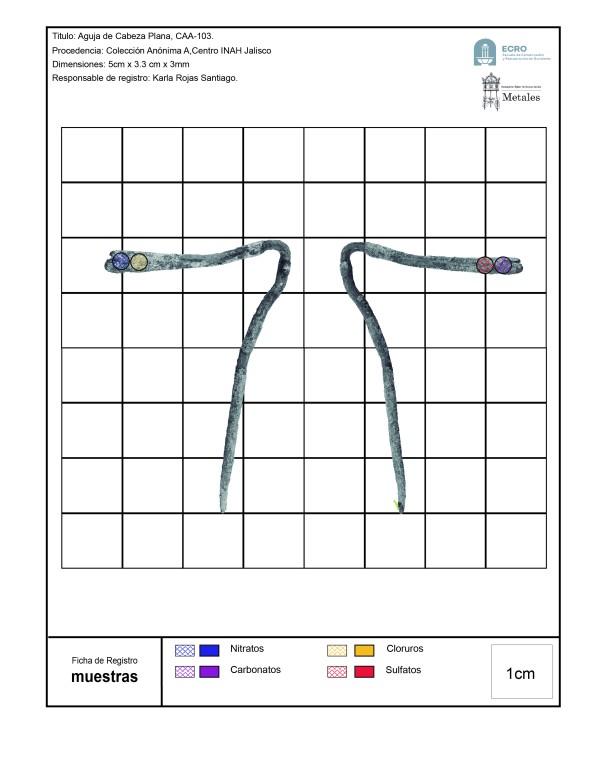 Titulo: Aguja de Cabeza Plana, CAA-103.
Procedencia: Colección Anónima A,Centro INAH Jalisco
Dimensiones: 5cm x 3.3 cm x 3mm
Responsable de registro: Karla Rojas Santiago.
ECRO
Escuela de Conservación
y Restauración de Occidente
Metales
Ficha de Registro
muestras
Nitratos
Cloruros
Carbonatos
Sulfatos
1cm